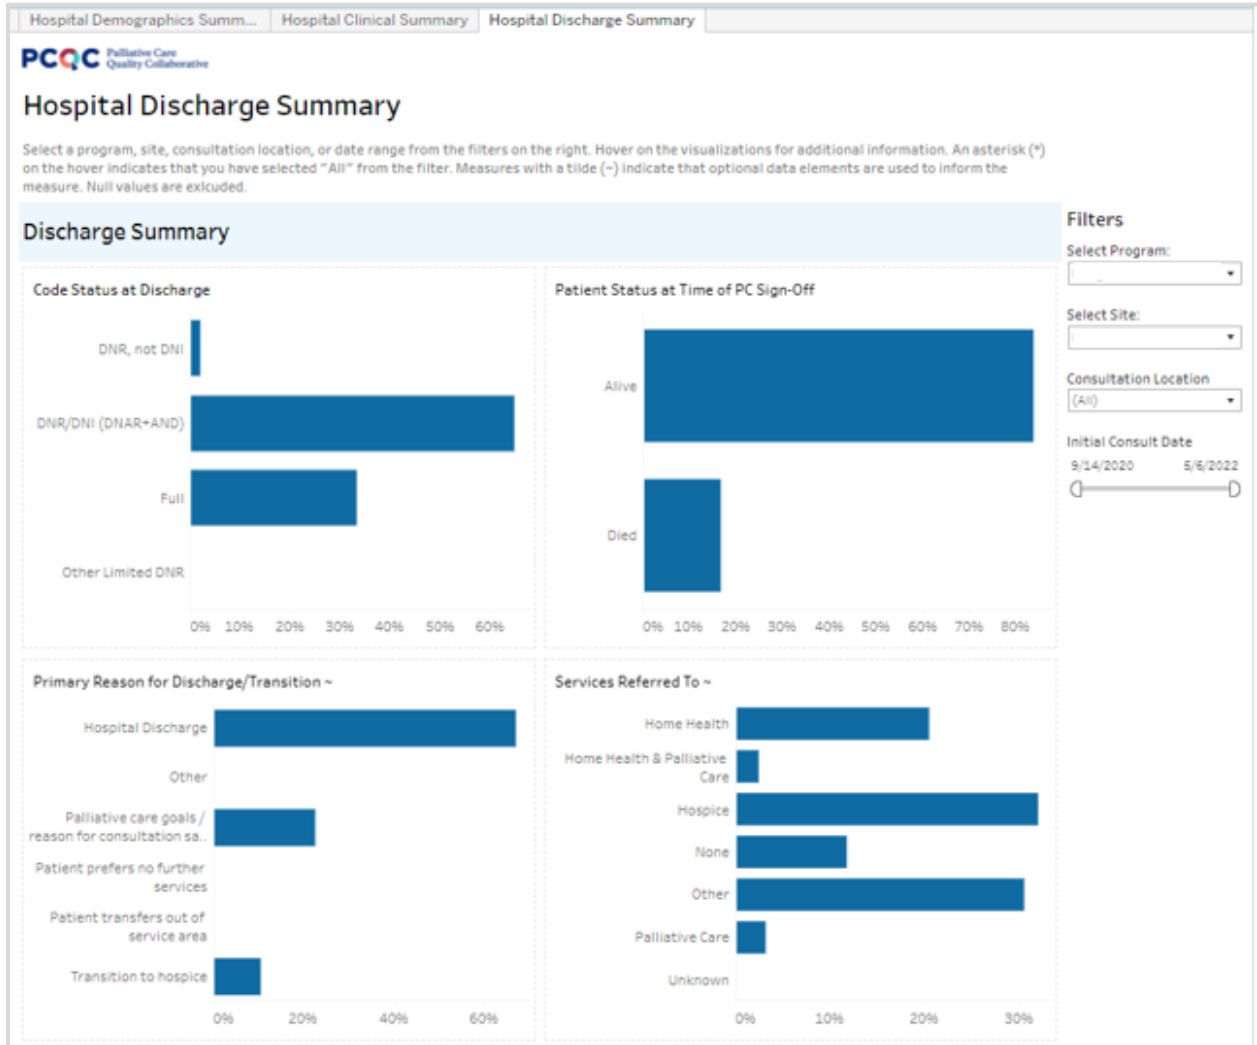 Hospital Demographics Summ...
Hospital Clinical Summary
Hospital Discharge Summary
PCQC Palliative Care
Quality Collaborative
Hospital Discharge Summary
Select a program, site, consultation location, or date range from the filters on the right. Hover on the visualizations for additional information. An asterisk (*)
on the hover indicates that you have selected "All" from the filter. Measures with a tilde (~) indicate that optional data elements are used to inform the
measure. Null values are exlcuded.
Discharge Summary
Code Status at Discharge
DNR, not DNI
DNR/DNI (DNAR+AND)
Full
Other Limited DNR
0% 10% 20% 30% 40% 50% 60%
Patient Status at Time of PC Sign-Off
Alive
Died
0% 10% 20% 30% 40% 50% 60% 70% 80%
Primary Reason for Discharge/Transition ~
Hospital Discharge
Other
Palliative care goals /
reason for consultation sa..
Patient prefers no further
services
Patient transfers out of
service area
Transition to hospice
0% 20% 40% 60%
Services Referred To ~
Home Health
Home Health & Palliative
Care
Hospice
None
Other
Palliative Care
Unknown
0% 10% 20% 30%
Filters
Select Program:
Select Site:
Consultation Location
(All)
Initial Consult Date
9/14/2020 5/6/2022